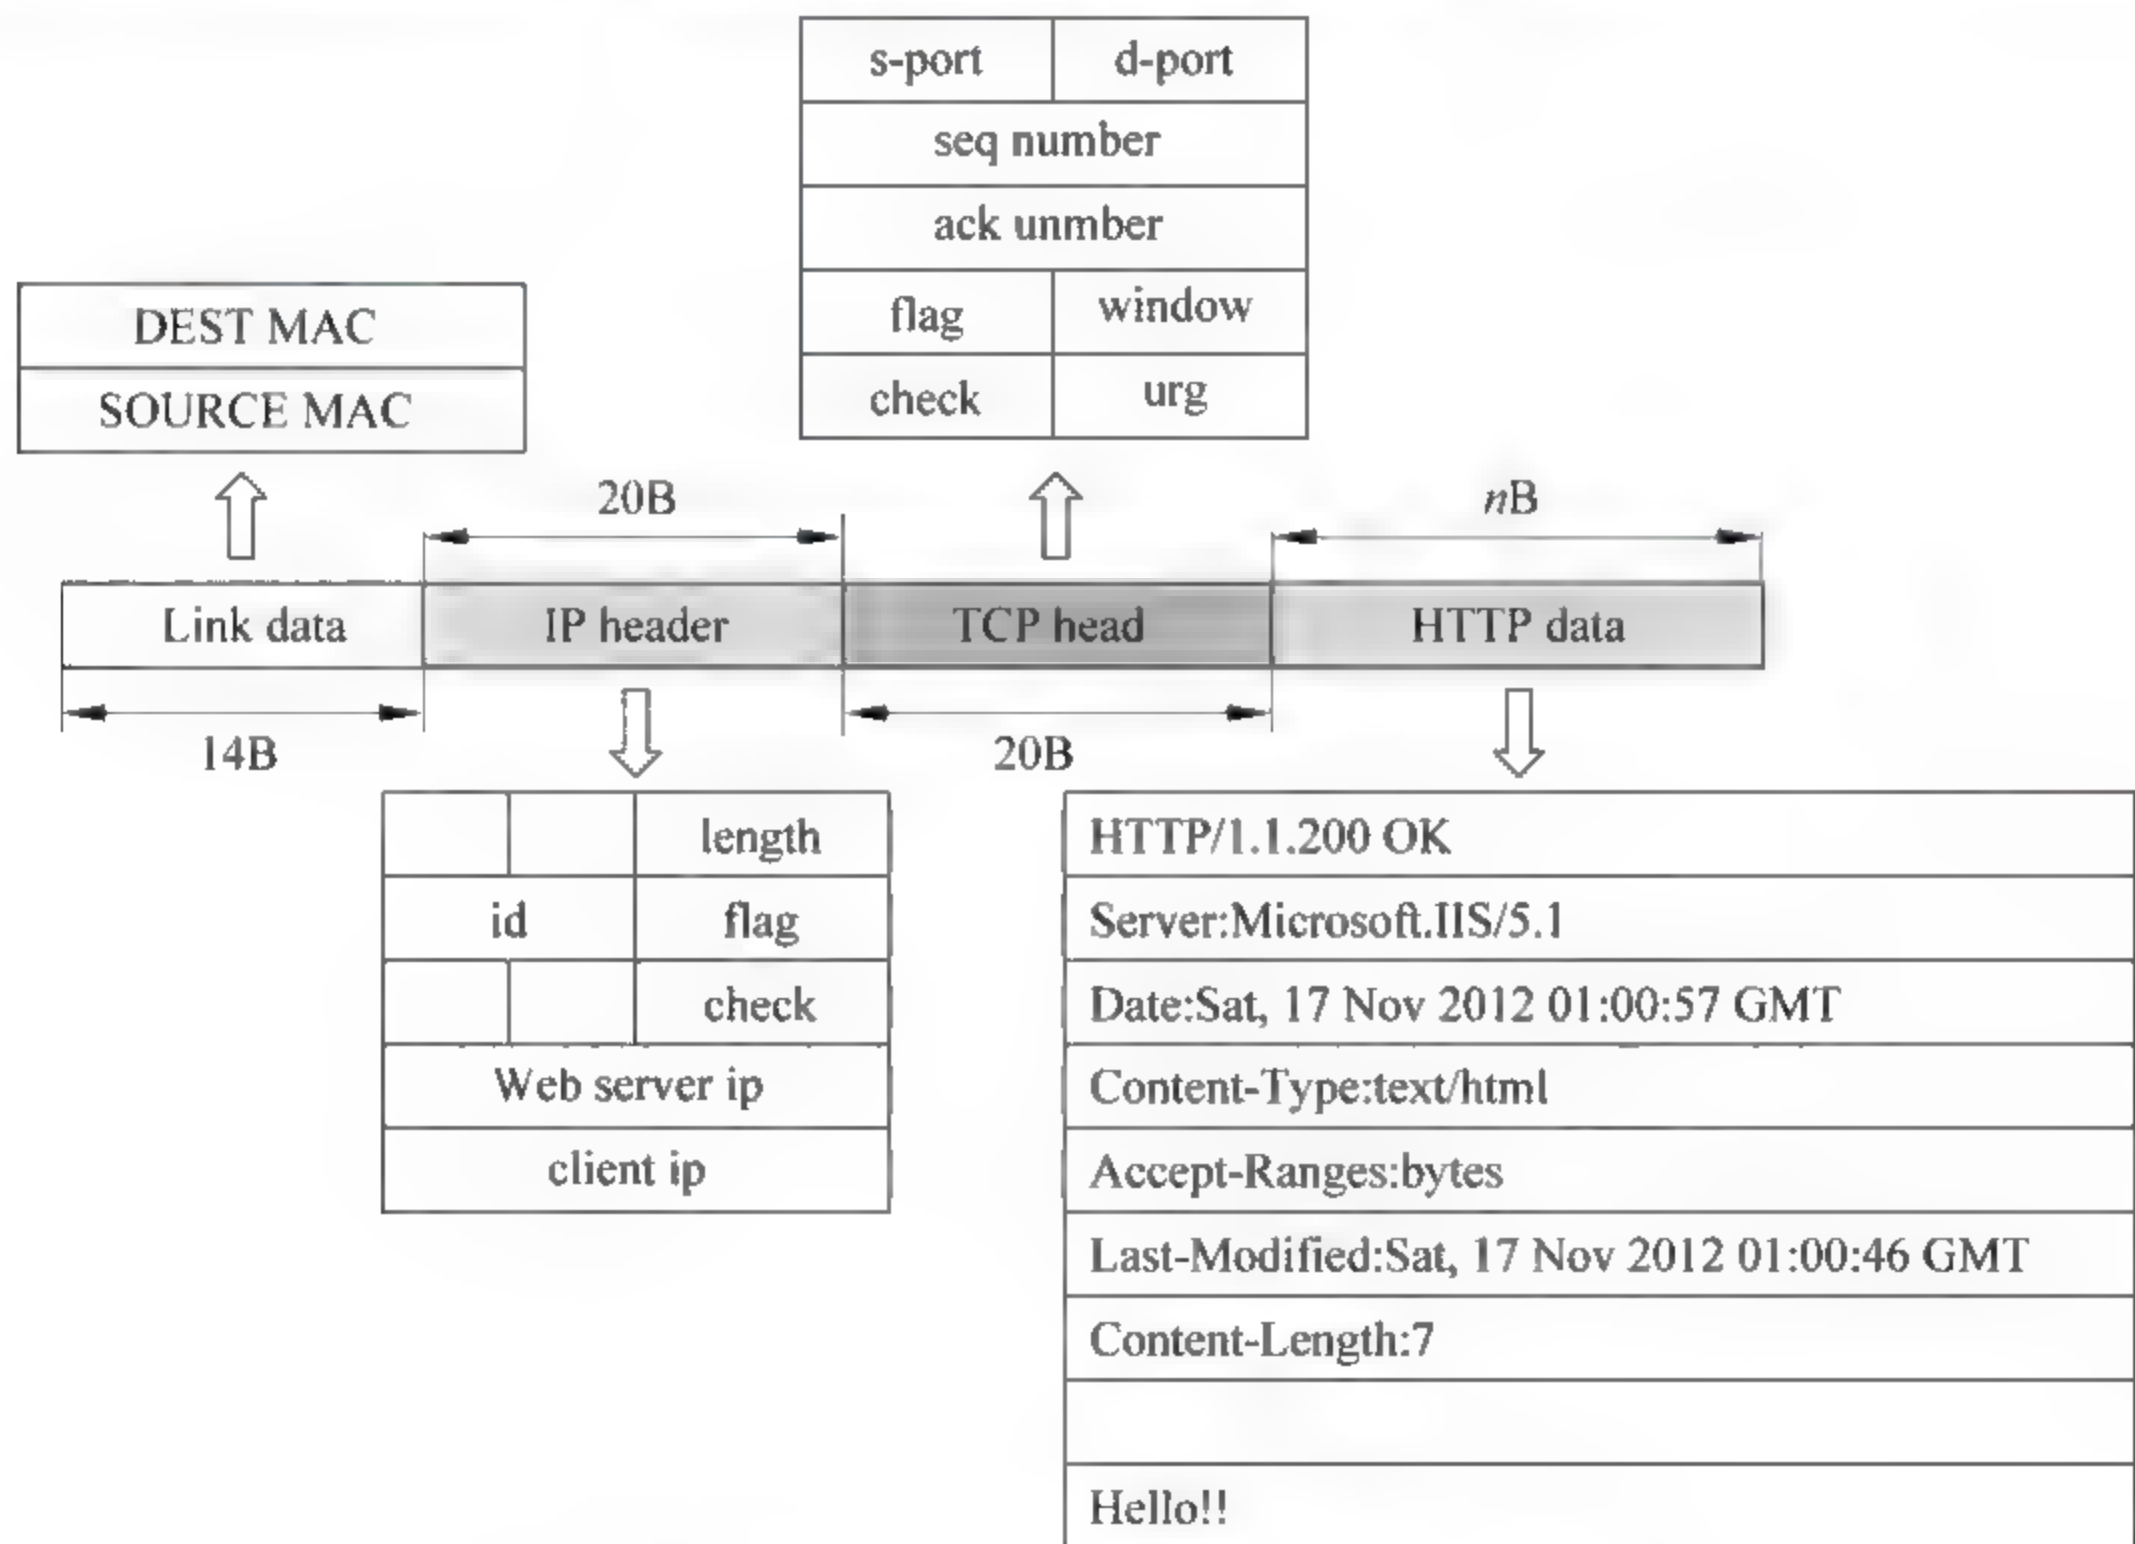 s-port d-port
seq number
ack unmber
flag window
check urg
DEST MAC
SOURCE MAC
20B
nB
Link data IP header TCP head HTTP data
14B
20B
length
id flag
check
Web server ip
client ip
HTTP/1.1.200 OK
Server:Microsoft.IIS/5.1
Date:Sat, 17 Nov 2012 01:00:57 GMT
Content-Type:text/html
Accept-Ranges:bytes
Last-Modified:Sat, 17 Nov 2012 01:00:46 GMT
Content-Length:7
Hello!!